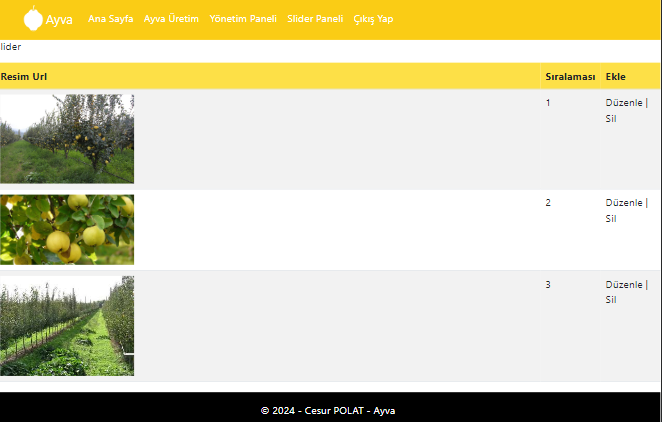 Ayva Ana Sayfa Ayva Üretim Yönetim Paneli Slider Paneli Çıkış Yap
lider
Resim Url Sıralaması Ekle
1 Düzenle |
Sil
2 Düzenle |
Sil
3 Düzenle |
Sil
© 2024 - Cesur POLAT - Ayva